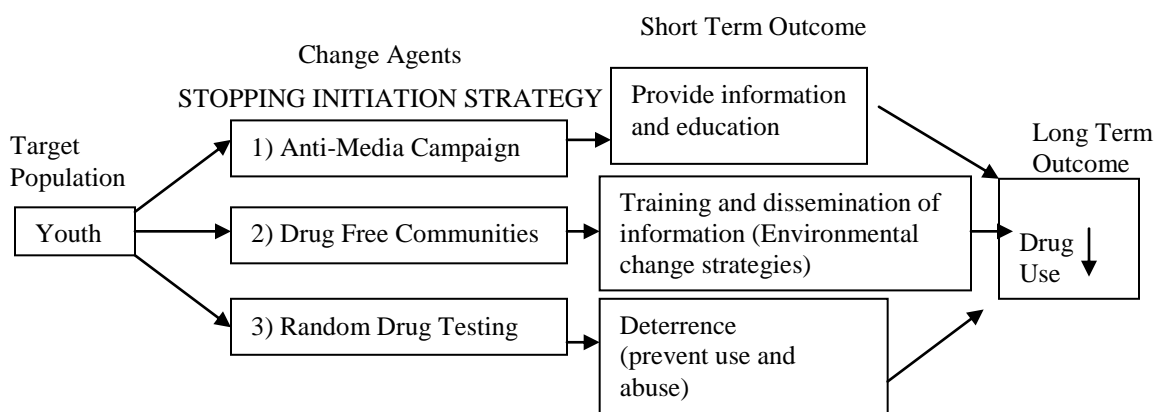 Short Term Outcome
Change Agents
STOPPING INITIATION STRATEGY
Target
Population
Youth
1) Anti-Media Campaign
2) Drug Free Communities
3) Random Drug Testing
Provide information
and education
Training and dissemination of
information (Environmental
change strategies)
Deterrence
(prevent use and
abuse)
Long Term
Outcome
Drug
Use